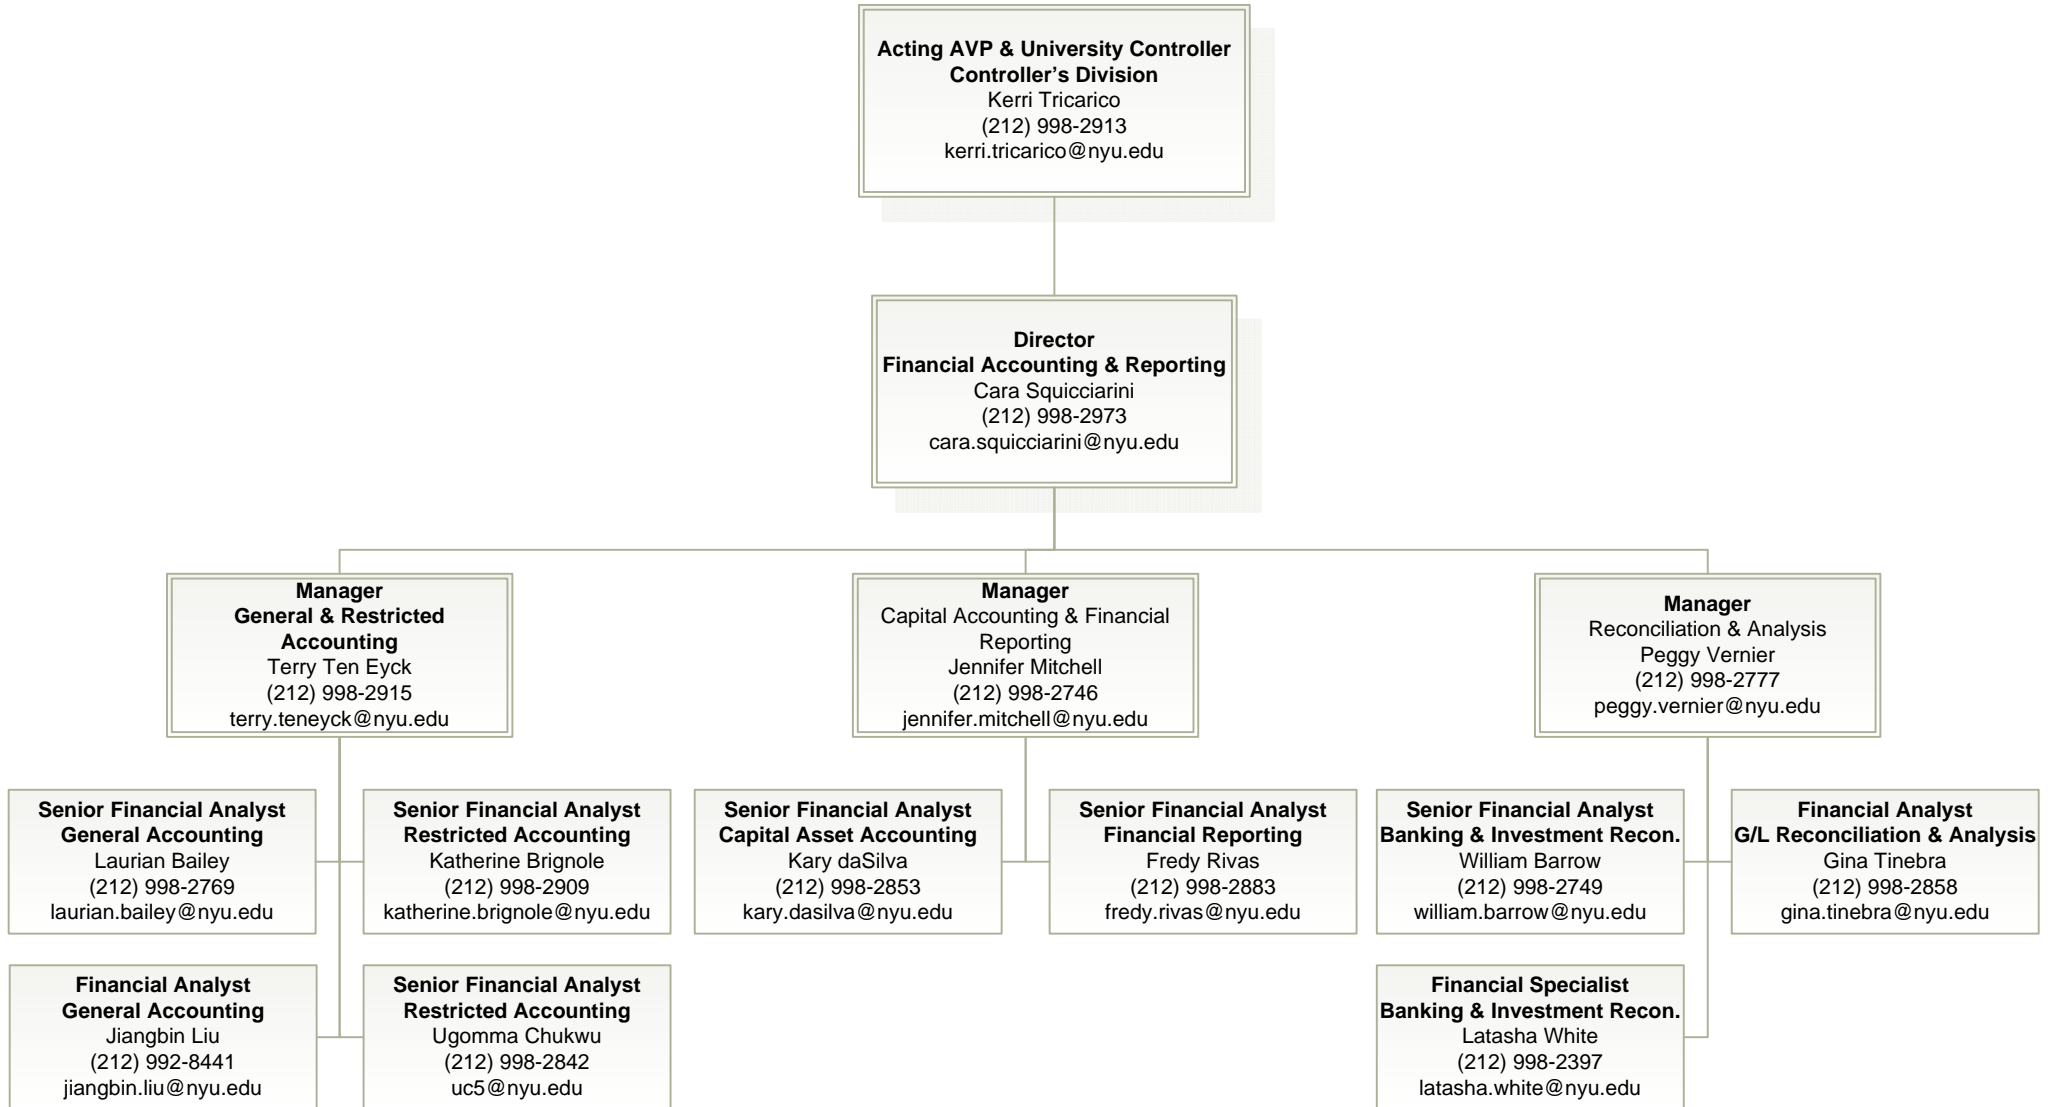 Acting AVP & University Controller
Controller’s Division
Kerri Tricarico
(212) 998-2913
kerri.tricarico@nyu.edu
Director
Financial Accounting & Reporting
Cara Squicciarini
(212) 998-2973
cara.squicciarini@nyu.edu
Manager
General & Restricted
Accounting
Terry Ten Eyck
(212) 998-2915
terry.teneyck@nyu.edu
Manager
Capital Accounting & Financial
Reporting
Jennifer Mitchell
(212) 998-2746
jennifer.mitchell@nyu.edu
Manager
Reconciliation & Analysis
Peggy Vernier
(212) 998-2777
peggy.vernier@nyu.edu
Senior Financial Analyst
General Accounting
Laurian Bailey
(212) 998-2769
laurian.bailey@nyu.edu
Senior Financial Analyst
Restricted Accounting
Katherine Brignole
(212) 998-2909
katherine.brignole@nyu.edu
Senior Financial Analyst
Capital Asset Accounting
Kary daSilva
(212) 998-2853
kary.dasilva@nyu.edu
Senior Financial Analyst
Financial Reporting
Fredy Rivas
(212) 998-2883
fredy.rivas@nyu.edu
Senior Financial Analyst
Banking & Investment Recon.
William Barrow
(212) 998-2749
william.barrow@nyu.edu
Financial Analyst
G/L Reconciliation & Analysis
Gina Tinebra
(212) 998-2858
gina.tinebra@nyu.edu
Financial Analyst
General Accounting
Jiangbin Liu
(212) 992-8441
jiangbin.liu@nyu.edu
Senior Financial Analyst
Restricted Accounting
Ugomma Chukwu
(212) 998-2842
uc5@nyu.edu
Financial Specialist
Banking & Investment Recon.
Latasha White
(212) 998-2397
latasha.white@nyu.edu